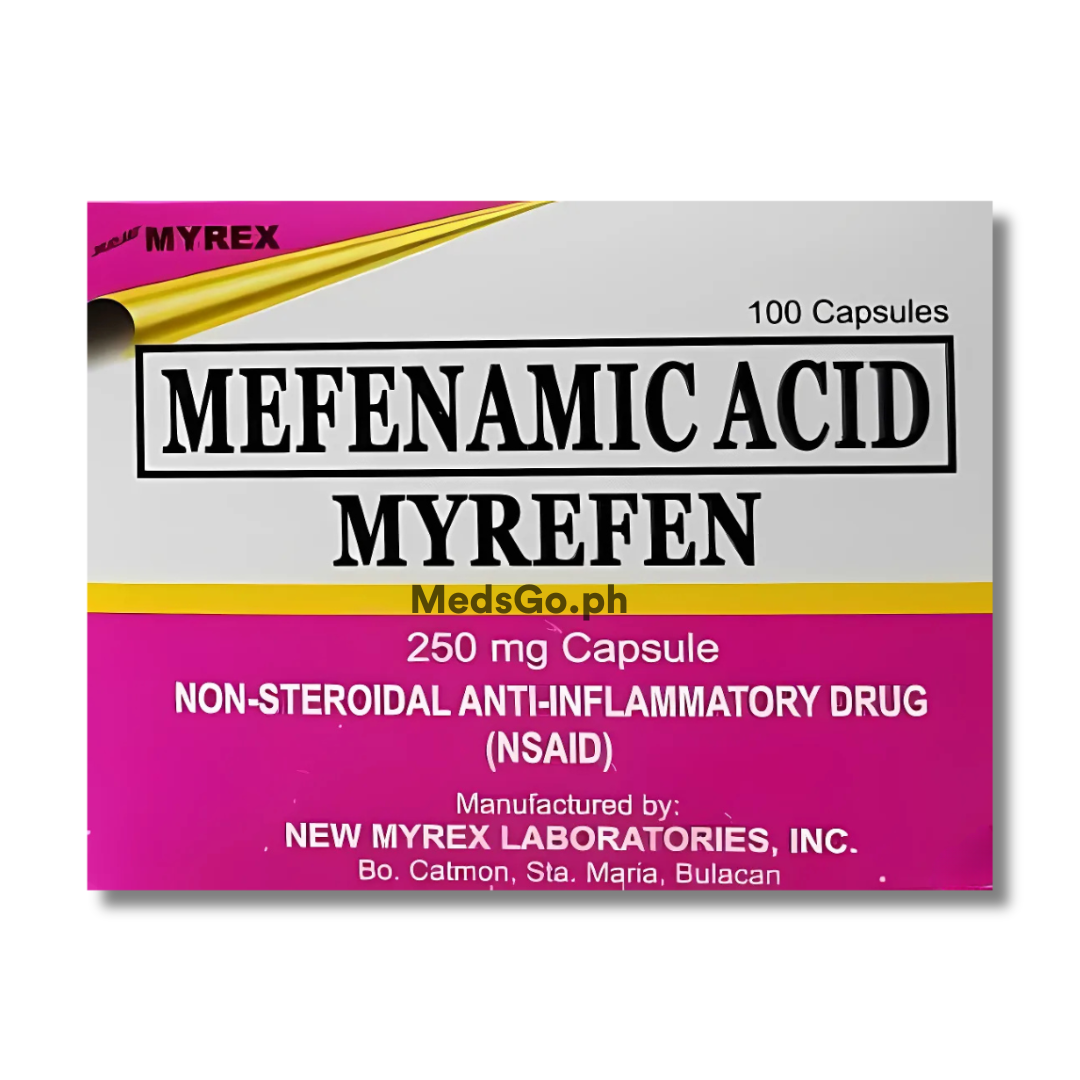 MYREX
100 Capsules
MEFENAMIC ACID
MYREFEN
MedsGo.ph
250 mg Capsule
NON-STEROIDAL ANTI-INFLAMMATORY DRUG
(NSAID)
Manufactured by:
NEW MYREX LABORATORIES, INC.
Bo. Catmon, Sta. Maria, Bulacan